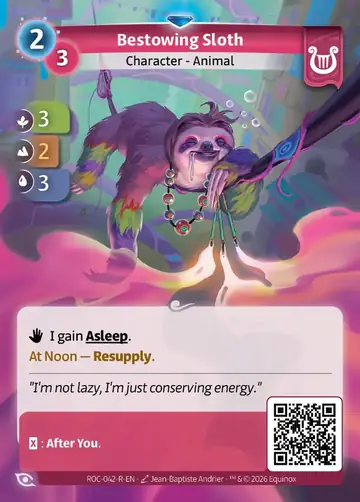 2
Bestowing Sloth
3
Character - Animal
3
2
3
I gain Asleep.
At Noon — Resupply.
"I'm not lazy, I'm just conserving energy."
X : After You.
ROC-042-R-EN - Jean-Baptiste Andrier - ™ & © 2026 Equinox